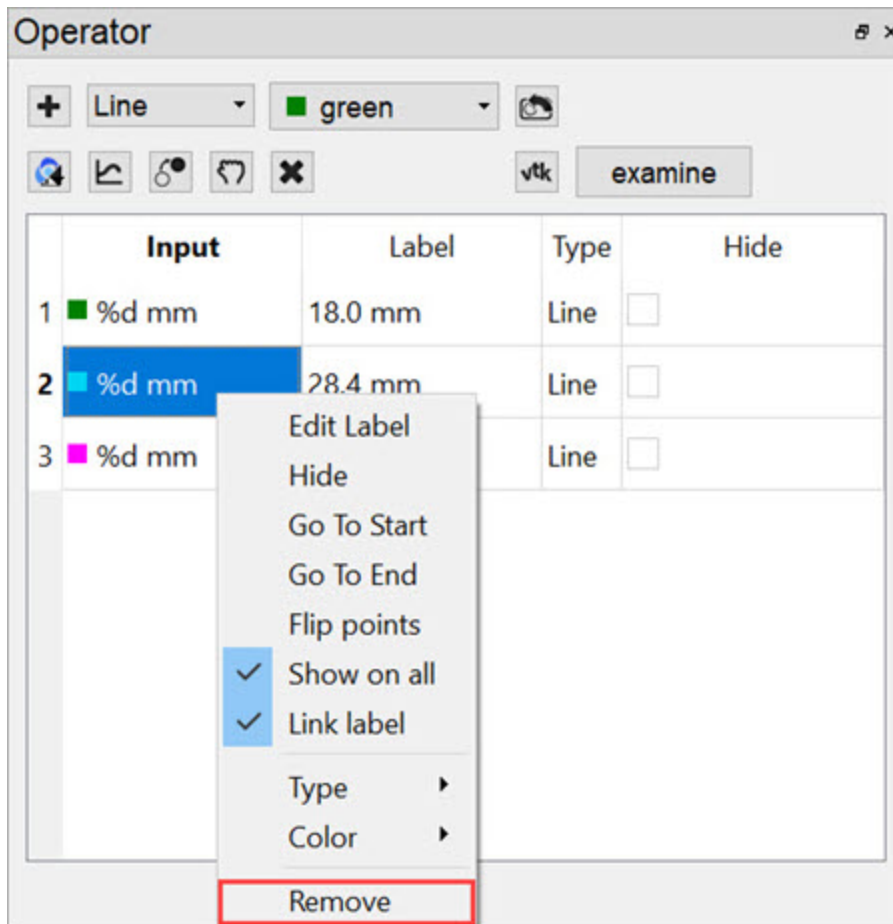 Operator
Line green
√tk examine
Input Label Type Hide
1 %d mm 18.0 mm Line
2 %d mm 28.4 mm Line
3 %d mm Line
Edit Label
Hide
Go To Start
Go To End
Flip points
Show on all
Link label
Type
Color
Remove